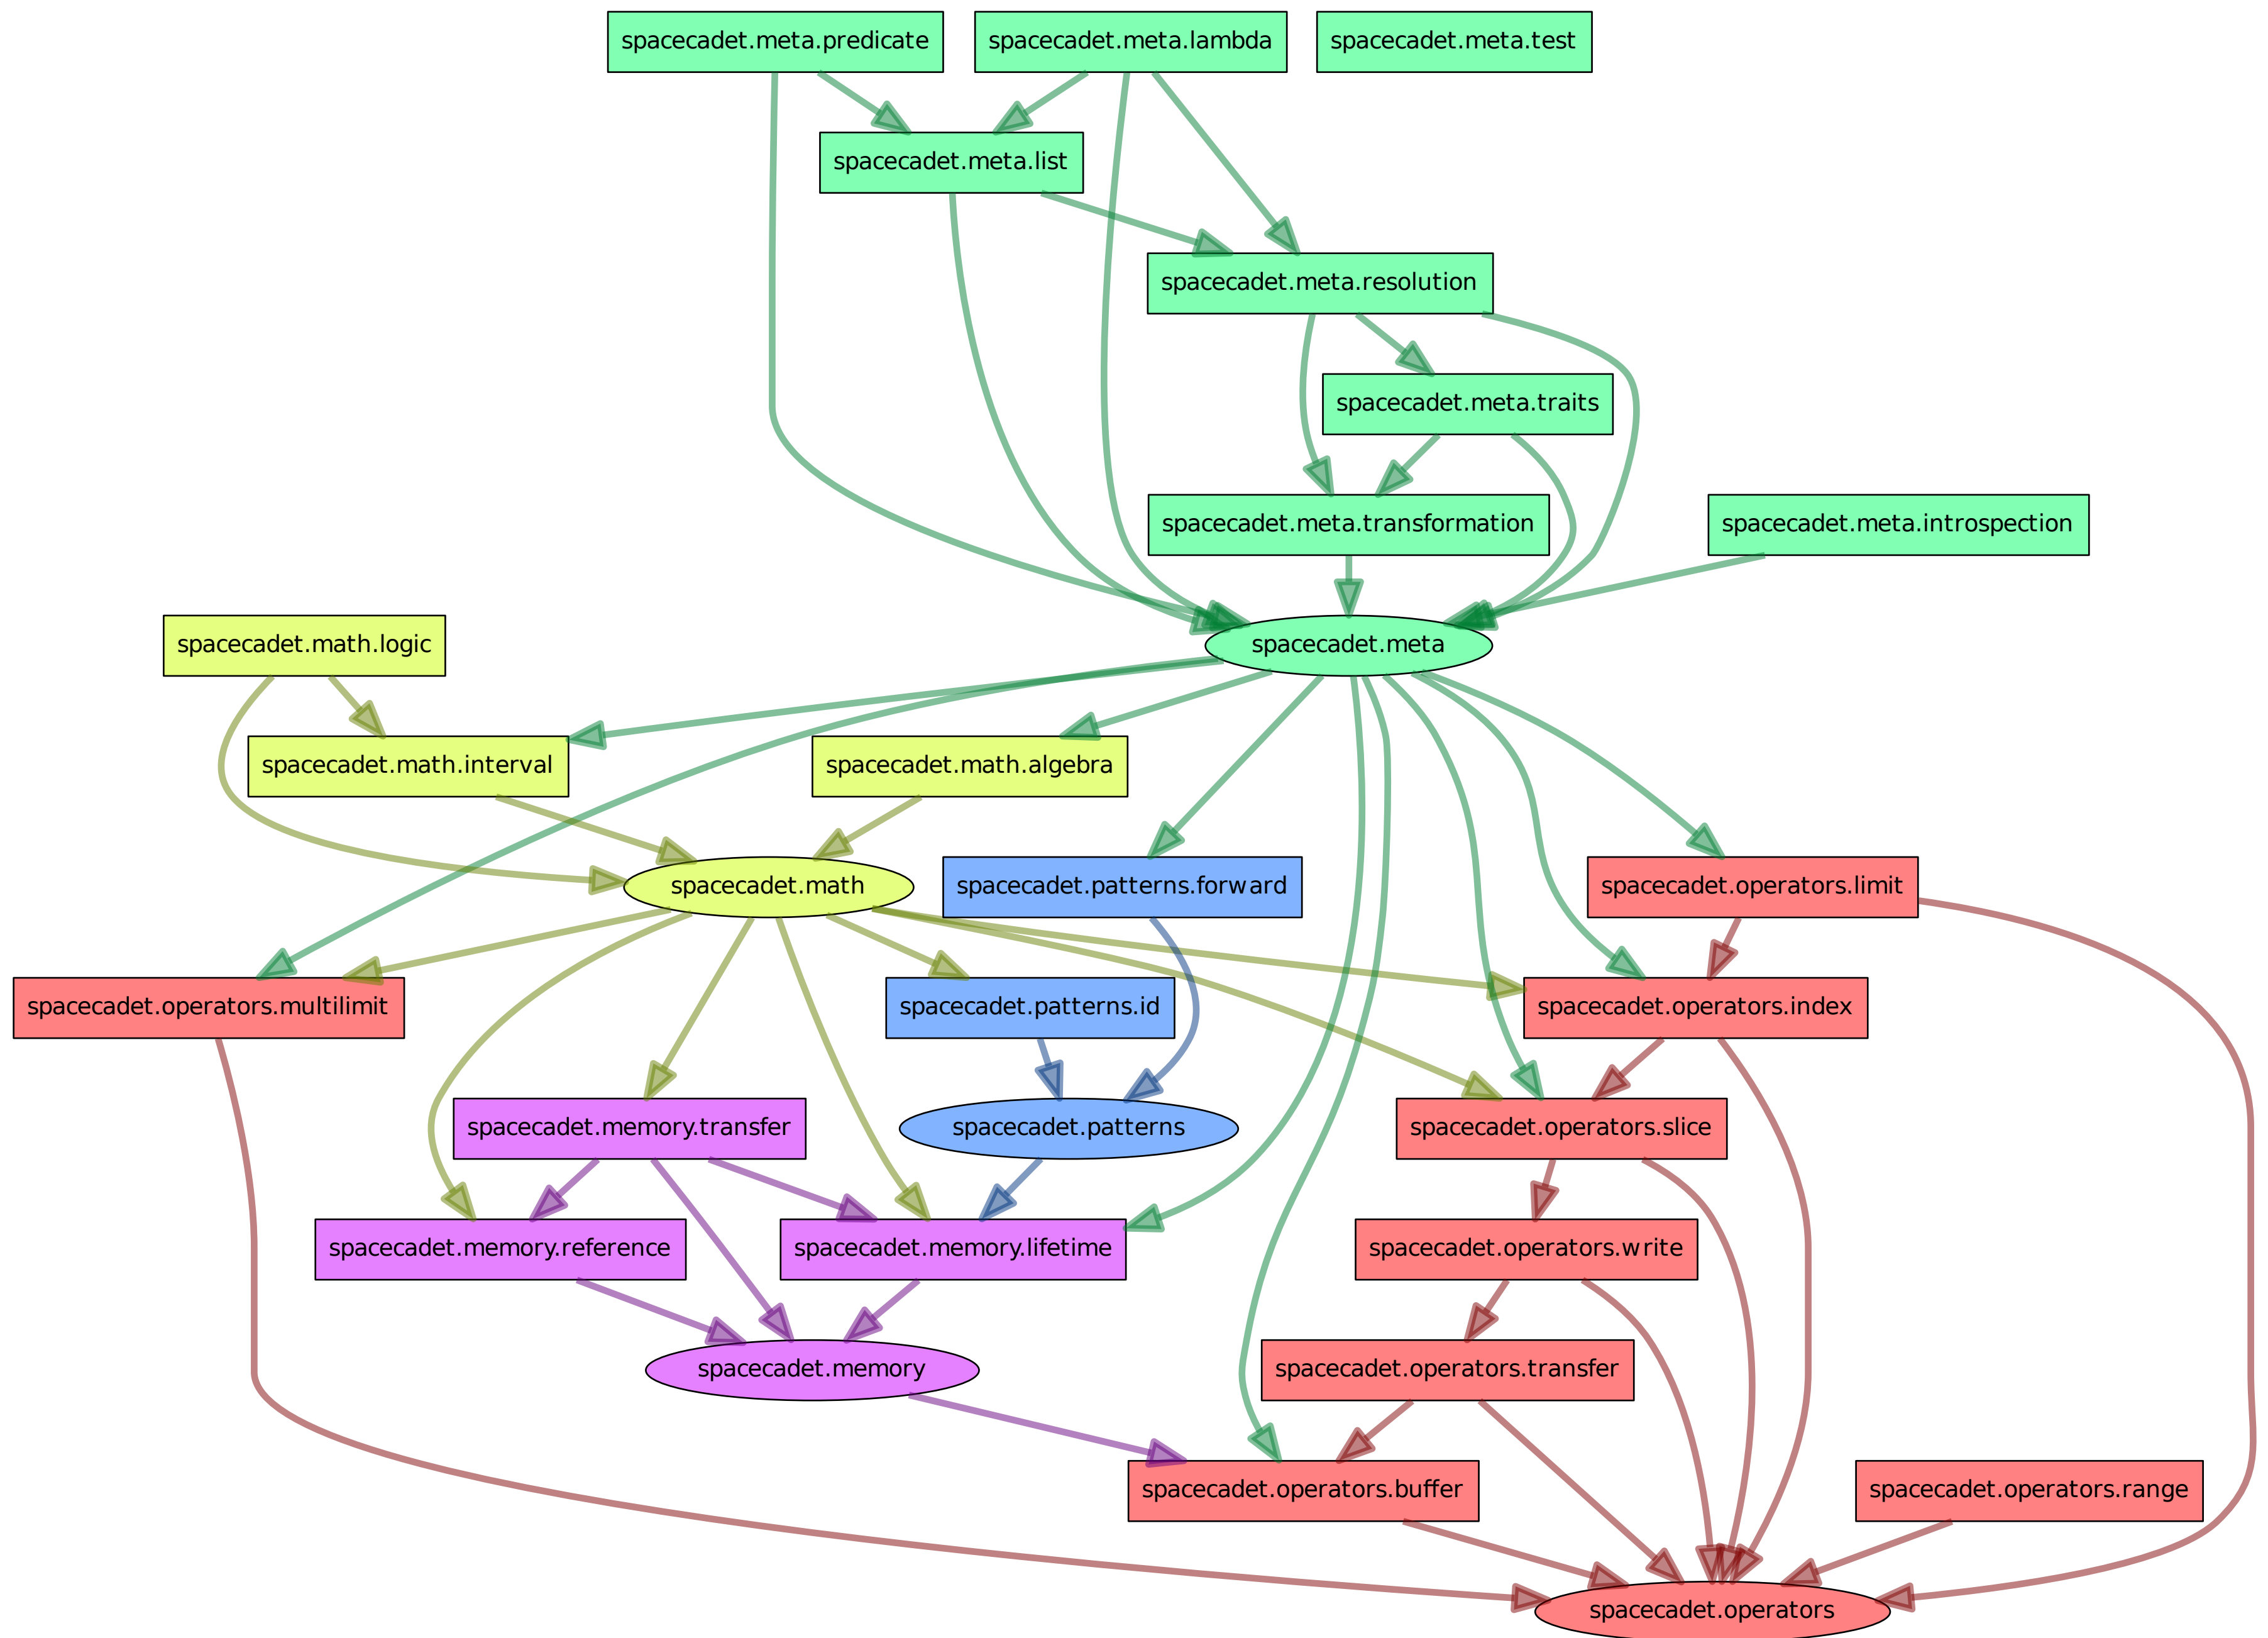 spacecadet.meta.predicate
spacecadet.meta.lambda
spacecadet.meta.test
spacecadet.meta.list
spacecadet.meta.resolution
spacecadet.meta.traits
spacecadet.meta.transformation
spacecadet.meta.introspection
spacecadet.math.logic
spacecadet.meta
spacecadet.math.interval
spacecadet.math.algebra
spacecadet.math
spacecadet.patterns.forward
spacecadet.operators.limit
spacecadet.operators.multilimit
spacecadet.patterns.id
spacecadet.operators.index
spacecadet.memory.transfer
spacecadet.patterns
spacecadet.operators.slice
spacecadet.memory.reference
spacecadet.memory.lifetime
spacecadet.operators.write
spacecadet.memory
spacecadet.operators.transfer
spacecadet.operators.buffer
spacecadet.operators.range
spacecadet.operators